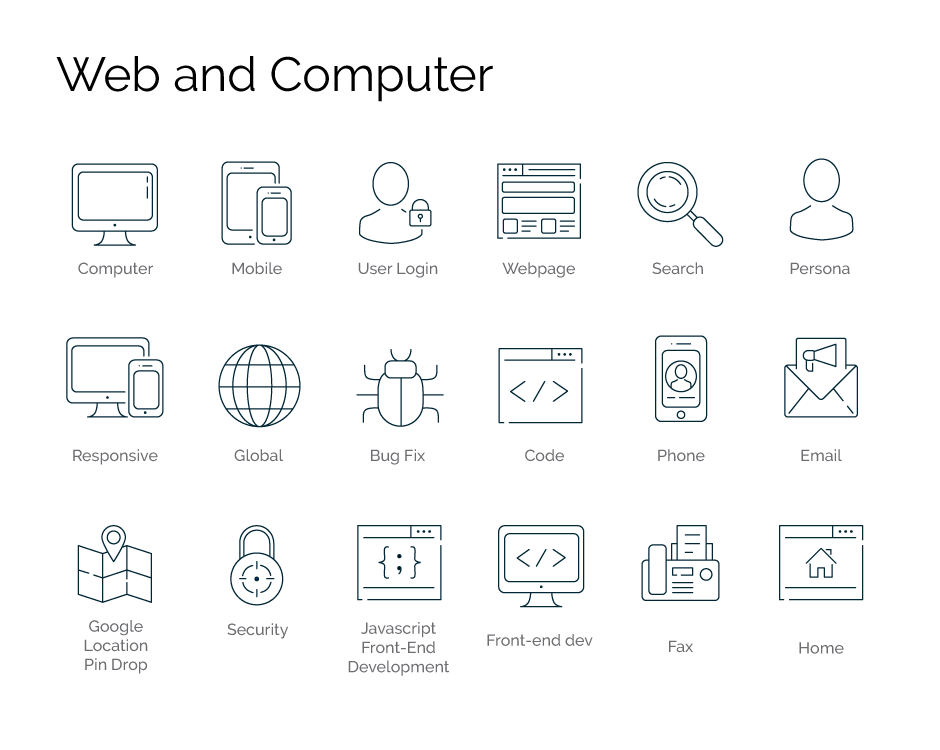 Web and Computer
Computer
Mobile
User Login
Webpage
Search
Persona
</>
Responsive
Global
Bug Fix
Code
Phone
Email
{;}
</>
Google
Location
Pin Drop
Security
Javascript
Front-End
Development
Front-end dev
Fax
Home